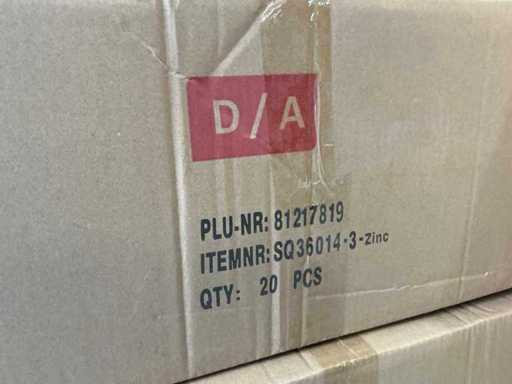 D/A
PLU-NR: 81217819
ITEMNR: SQ36014-3-Zinc
QTY: 20 PCS